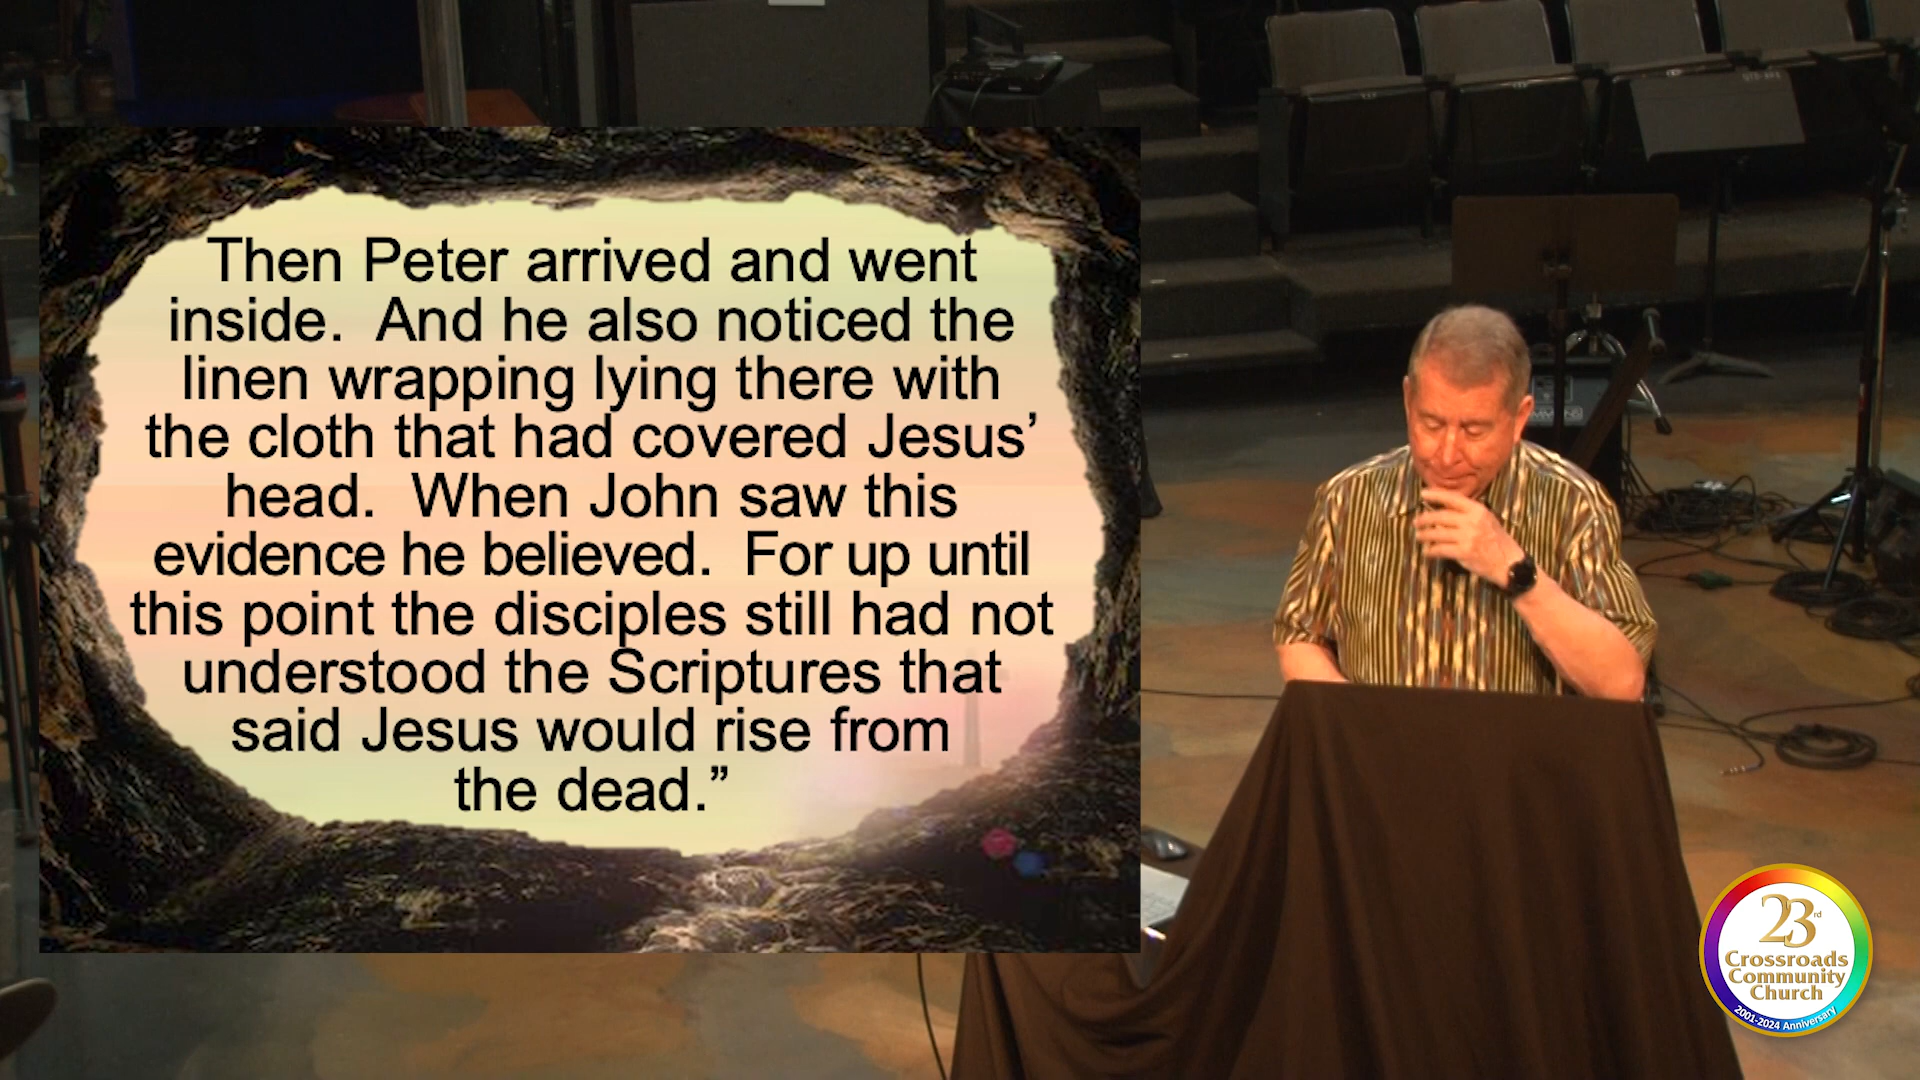 Then Peter arrived and went
inside.  And he also noticed the
linen wrapping lying there with
the cloth that had covered Jesus’
head.  When John saw this
evidence he believed.  For up until
this point the disciples still had not
understood the Scriptures that
said Jesus would rise from
the dead.”
23rd
Crossroads
Community
Church
2001-2024 Anniversary